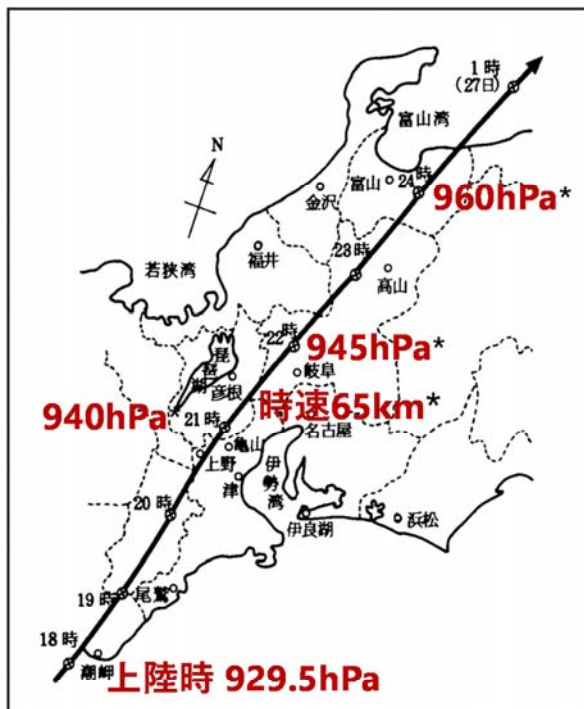 1時
(27日)
富山湾
N
富山
24時
960hPa*
金沢
23時
福井
高山
若狭湾
22時
945hPa*
琵琶湖
岐阜
彦根
時速65km*
940hPa*
21時
名古屋
亀山
上野
伊勢湾
津
20時
伊良湖
浜松
尾鷲
19時
18時
潮岬
上陸時 929.5hPa